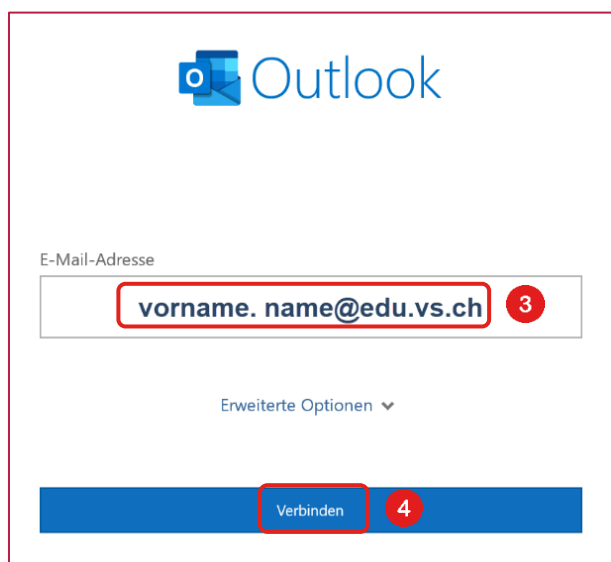 Outlook
E-Mail-Adresse
vorname. name@edu.vs.ch
3
Erweiterte Optionen
Verbinden
4